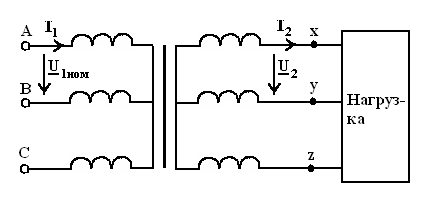 A I1 I2 x
U1ном U2
B y
Нагруз-
ка
C z